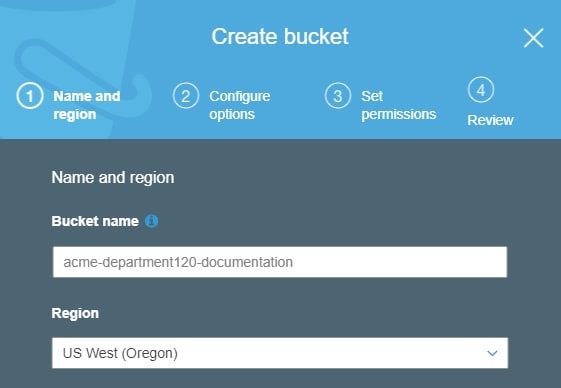 Create bucket
1 Name and
region
2 Configure
options
3 Set
permissions
4
Review
Name and region
Bucket name
acme-department120-documentation
Region
US West (Oregon)